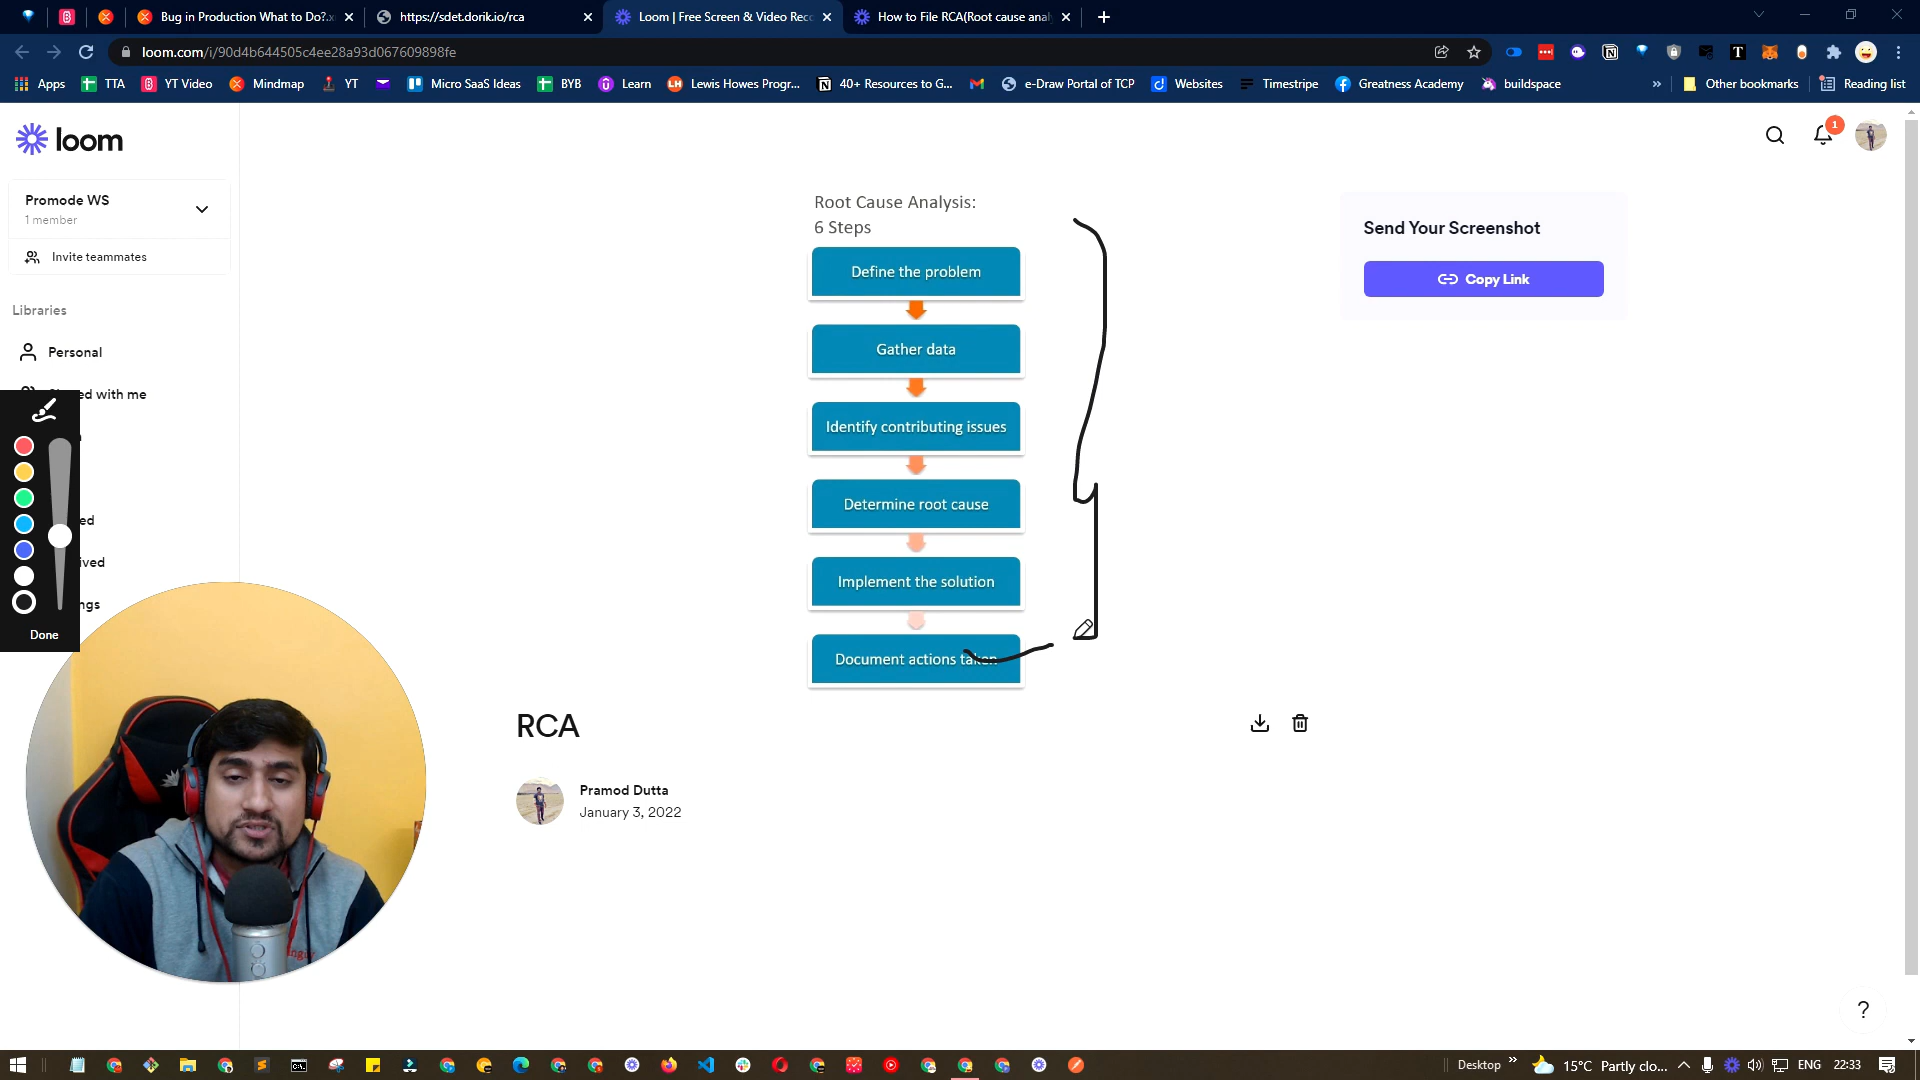 Bug in Production What to Do?.x
https://sdet.dorik.io/rca
Loom | Free Screen & Video Rec
How to File RCA(Root cause anal
loom.com/i/90d4b644505c4ee28a93d067609898fe
Apps
TTA
YT Video
Mindmap
YT
Micro SaaS Ideas
BYB
Learn
Lewis Howes Progr...
40+ Resources to G...
e-Draw Portal of TCP
Websites
Timestripe
Greatness Academy
buildspace
»
Other bookmarks
Reading list
loom
1
Promode WS
1 member
Invite teammates
Libraries
Personal
ed with me
ed
ived
ngs
Done
Root Cause Analysis:
6 Steps
Define the problem
Gather data
Identify contributing issues
Determine root cause
Implement the solution
Document actions taken
Send Your Screenshot
Copy Link
RCA
Pramod Dutta
January 3, 2022
?
Desktop
»
15°C Partly clo...
ENG
22:33